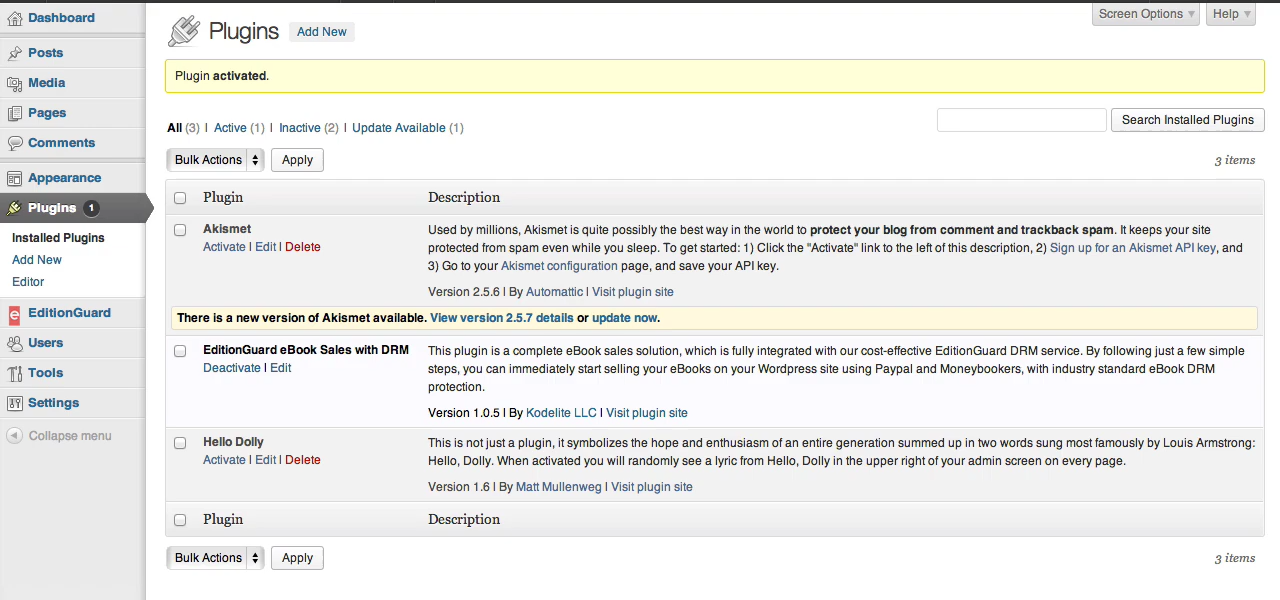 Dashboard
Posts
Media
Pages
Comments
Appearance
Plugins 1
Installed Plugins
Add New
Editor
EditionGuard
Users
Tools
Settings
Collapse menu
Screen Options
Help
Plugins Add New
Plugin activated.
All (3) | Active (1) | Inactive (2) | Update Available (1)
Search Installed Plugins
Bulk Actions Apply
3 items
Plugin Description
Akismet
Activate | Edit | Delete
Used by millions, Akismet is quite possibly the best way in the world to protect your blog from comment and trackback spam. It keeps your site
protected from spam even while you sleep. To get started: 1) Click the "Activate" link to the left of this description, 2) Sign up for an Akismet API key, and
3) Go to your Akismet configuration page, and save your API key.
Version 2.5.6 | By Automattic | Visit plugin site
There is a new version of Akismet available. View version 2.5.7 details or update now.
EditionGuard eBook Sales with DRM
Deactivate | Edit
This plugin is a complete eBook sales solution, which is fully integrated with our cost-effective EditionGuard DRM service. By following just a few simple
steps, you can immediately start selling your eBooks on your Wordpress site using Paypal and Moneybookers, with industry standard eBook DRM
protection.
Version 1.0.5 | By Kodelite LLC | Visit plugin site
Hello Dolly
Activate | Edit | Delete
This is not just a plugin, it symbolizes the hope and enthusiasm of an entire generation summed up in two words sung most famously by Louis Armstrong:
Hello, Dolly. When activated you will randomly see a lyric from Hello, Dolly in the upper right of your admin screen on every page.
Version 1.6 | By Matt Mullenweg | Visit plugin site
Plugin Description
Bulk Actions Apply
3 items